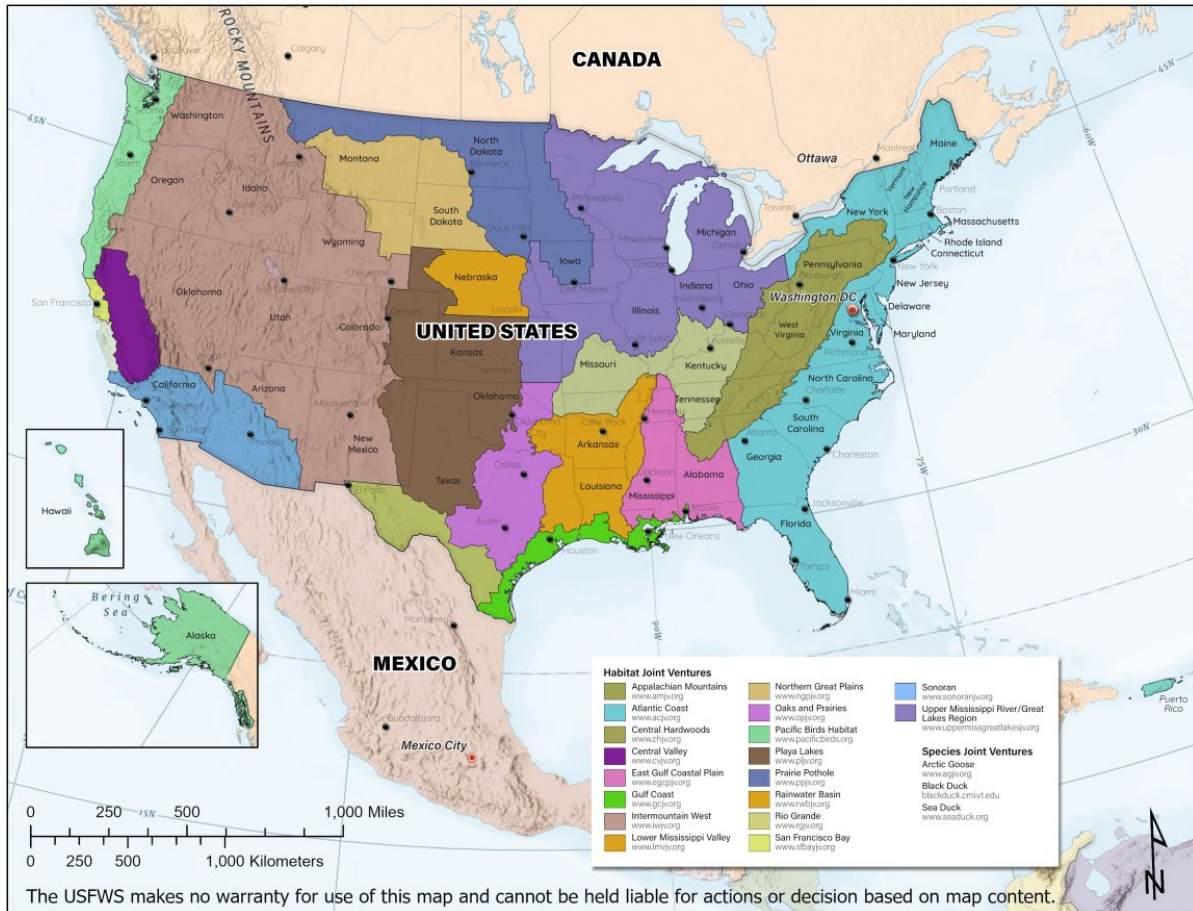 CANADA
ROCKY MOUNTAINS
Vancouver
Calgary
45N
45N
60W
Seattle
Washington
Salem
Oregon
Helena
Montana
North
Dakota
Bismarck
Ottawa
Montreal
Maine
Vermont
New
Hampshire
Portland
Idaho
Boise
South
Dakota
Minneapolis
Toronto
New York
Boston
Massachusetts
Rhode Island
Connecticut
Wyoming
Sioux Falls
Milwaukee
Michigan
Detroit
Cheyenne
Nebraska
Iowa
Des Moines
Chicago
Pennsylvania
Pittsburgh
New York
New Jersey
San Francisco
Oklahoma
Salt Lake City
Utah
Colorado
Denver
Lincoln
Illinois
Indiana
Indianapolis
Ohio
Cincinnati
Washington DC
Delaware
Maryland
UNITED STATES
West
Virginia
Virginia
Richmond
Kansas
Wichita
St. Louis
Missouri
Louisville
Kentucky
California
Los Angeles
San Diego
Arizona
Phoenix
Albuquerque
New
Mexico
Oklahoma
Oklahoma
City
Tennessee
Memphis
North Carolina
Charlotte
South
Carolina
Charleston
30N
75W
Little Rock
Arkansas
Atlanta
Georgia
Alabama
Jackson
Mississippi
Dallas
Texas
Louisiana
El Paso
Austin
Houston
Mobile
New Orleans
Jacksonville
Florida
Tampa
Miami
Hawaii
Bering
Sea
Alaska
Monterrey
90W
MEXICO
Guadalajara
Mexico City
Puerto
Rico
Habitat Joint Ventures
Appalachian Mountains
www.amjv.org
Atlantic Coast
www.acjv.org
Central Hardwoods
www.chjv.org
Central Valley
www.cvjv.org
East Gulf Coastal Plain
www.egcpjv.org
Gulf Coast
www.gcjv.org
Intermountain West
www.iwjv.org
Lower Mississippi Valley
www.lmvjv.org
Northern Great Plains
www.ngpjv.org
Oaks and Prairies
www.opjv.org
Pacific Birds Habitat
www.pacificbirds.org
Playa Lakes
www.pljv.org
Prairie Pothole
www.ppjv.org
Rainwater Basin
www.rwbjv.org
Rio Grande
www.rgjv.org
San Francisco Bay
www.sfbayjv.org
Sonoran
www.sonoranjv.org
Upper Mississippi River/Great
Lakes Region
www.uppermissgreatlakesjv.org
Species Joint Ventures
Arctic Goose
www.agjv.org
Black Duck
blackduck.cmi.vt.edu
Sea Duck
www.seaduck.org
15N
0 250 500 1,000 Miles
0 250 500 1,000 Kilometers
N
The USFWS makes no warranty for use of this map and cannot be held liable for actions or decision based on map content.